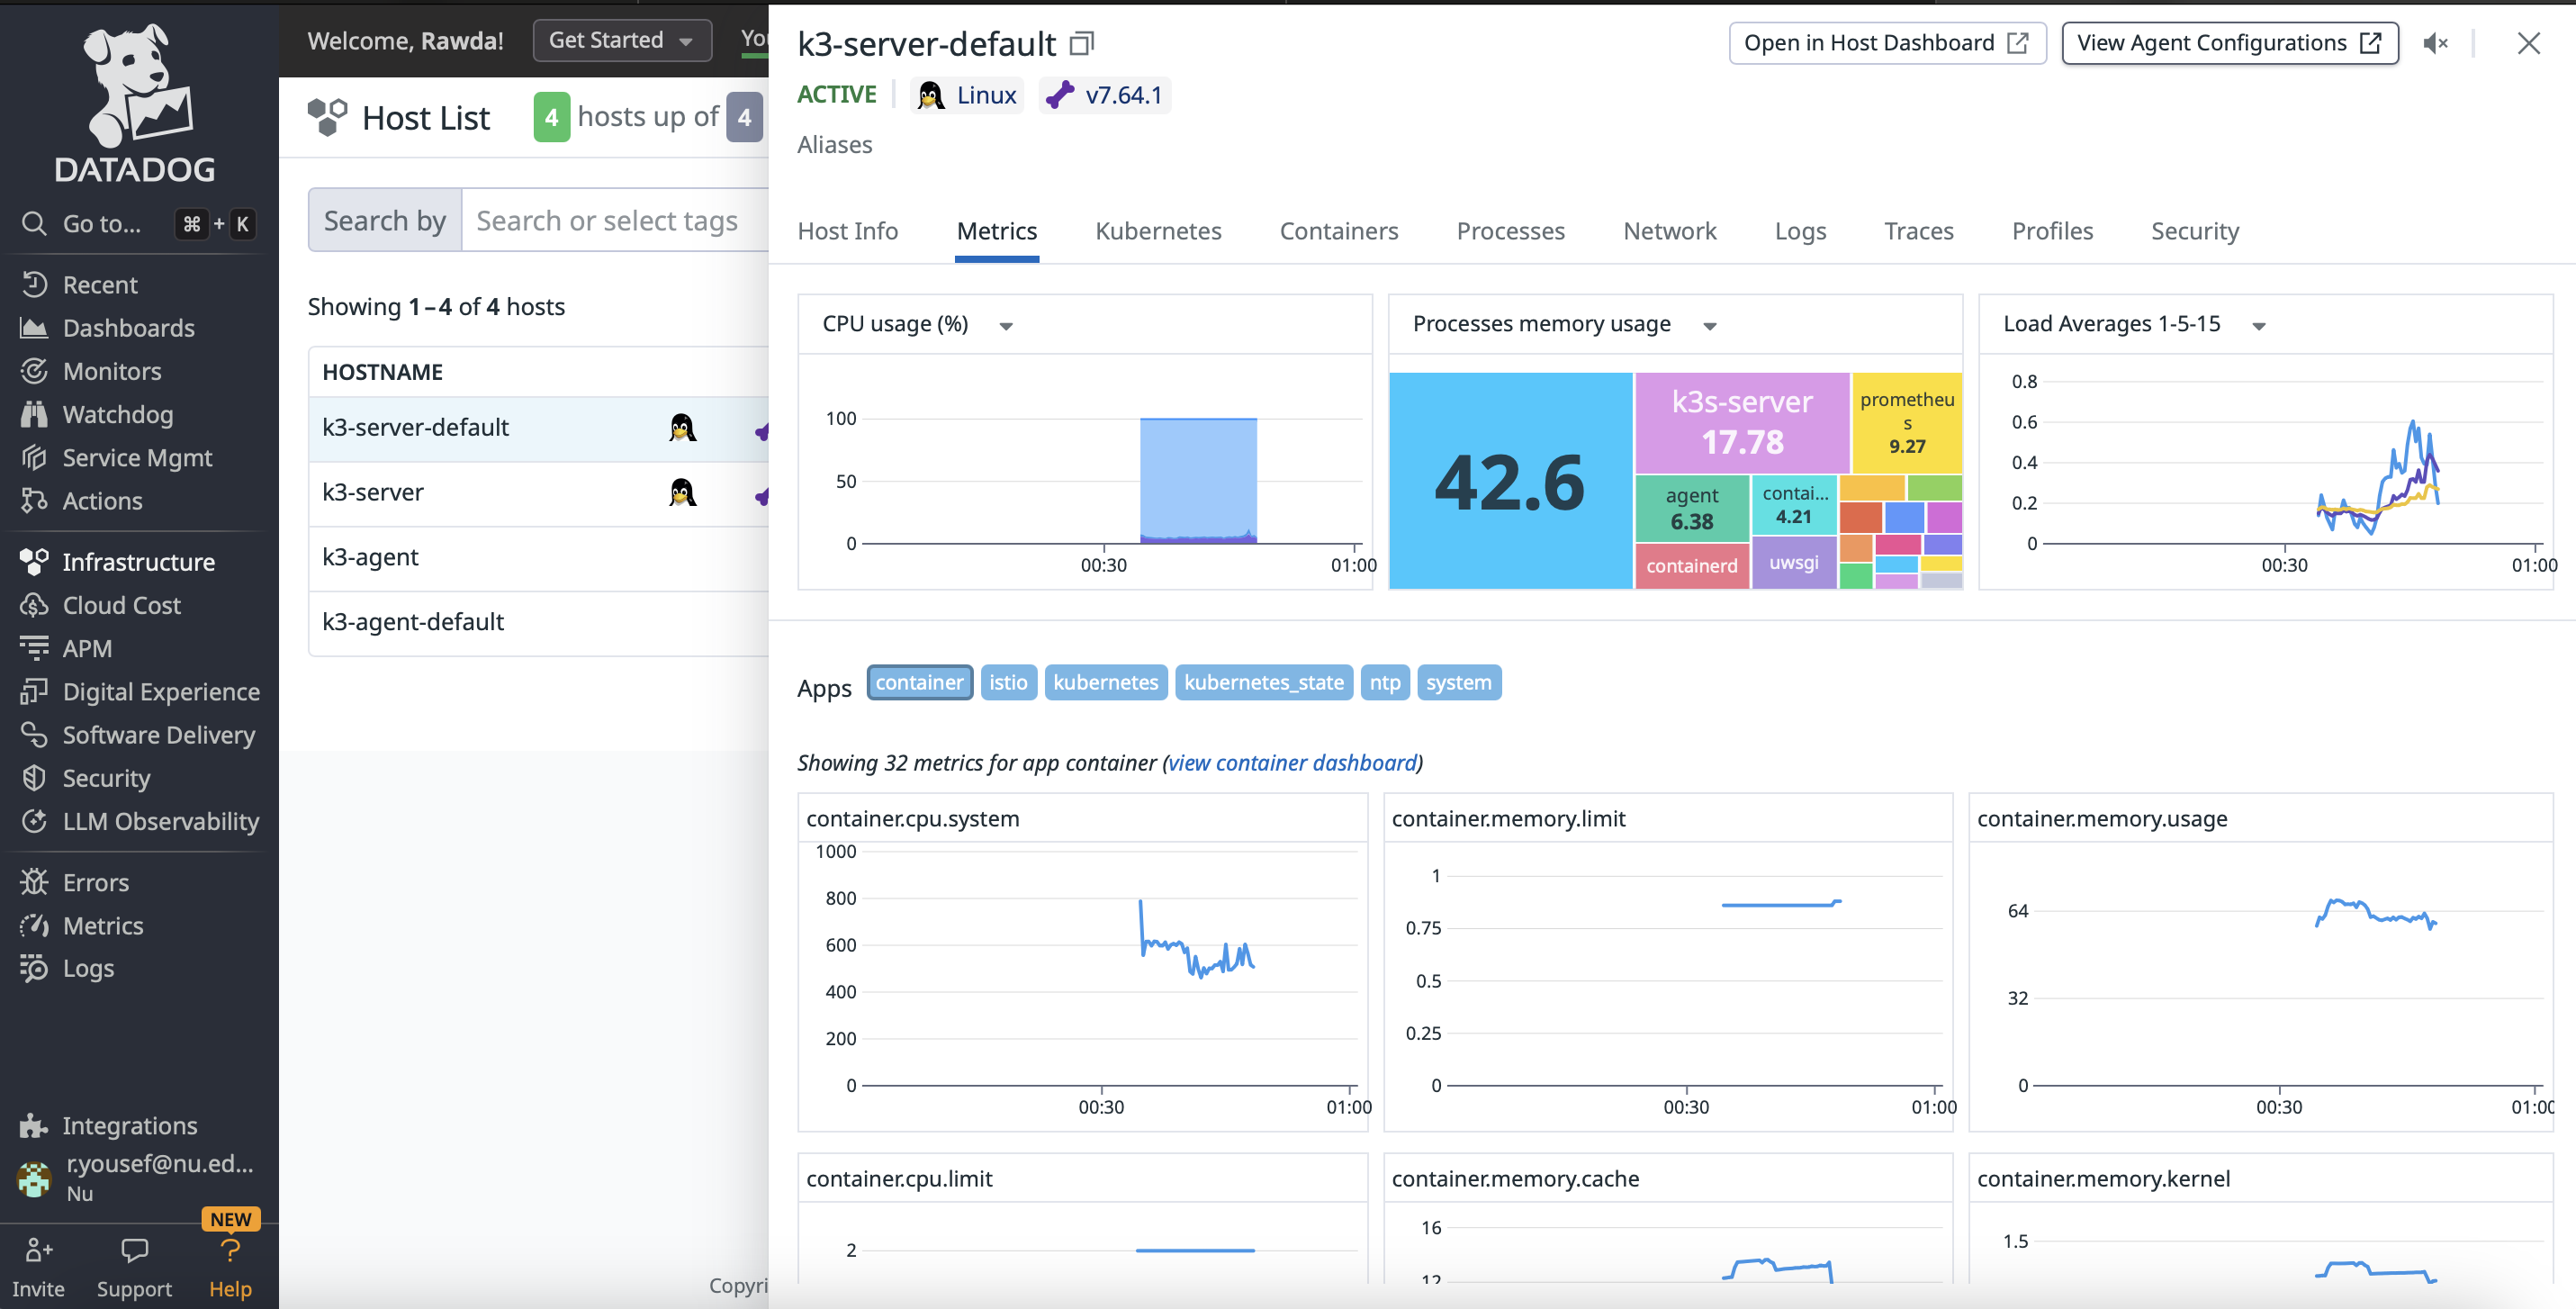 DATADOG
Go to... ⌘ + K
Recent
Dashboards
Monitors
Watchdog
Service Mgmt
Actions
Infrastructure
Cloud Cost
APM
Digital Experience
Software Delivery
Security
LLM Observability
Errors
Metrics
Logs
Integrations
r.yousef@nu.ed...
Nu
NEW
Invite Support Help
Welcome, Rawda! Get Started You
Host List 4 hosts up of 4
Search by Search or select tags
Showing 1–4 of 4 hosts
HOSTNAME
k3-server-default
k3-server
k3-agent
k3-agent-default
Copyri
k3-server-default
Open in Host Dashboard View Agent Configurations
ACTIVE Linux v7.64.1
Aliases
Host Info Metrics Kubernetes Containers Processes Network Logs Traces Profiles Security
CPU usage (%)
100
50
0
00:30 01:00
Processes memory usage
42.6
k3s-server
17.78
prometheu
s
9.27
agent
6.38
contai...
4.21
containerd
uwsgi
Load Averages 1-5-15
0.8
0.6
0.4
0.2
0
00:30 01:00
Apps container istio kubernetes kubernetes_state ntp system
Showing 32 metrics for app container (view container dashboard)
container.cpu.system
1000
800
600
400
200
0
00:30 01:00
container.memory.limit
1
0.75
0.5
0.25
0
00:30 01:00
container.memory.usage
64
32
0
00:30 01:00
container.cpu.limit
2
container.memory.cache
16
12
container.memory.kernel
1.5